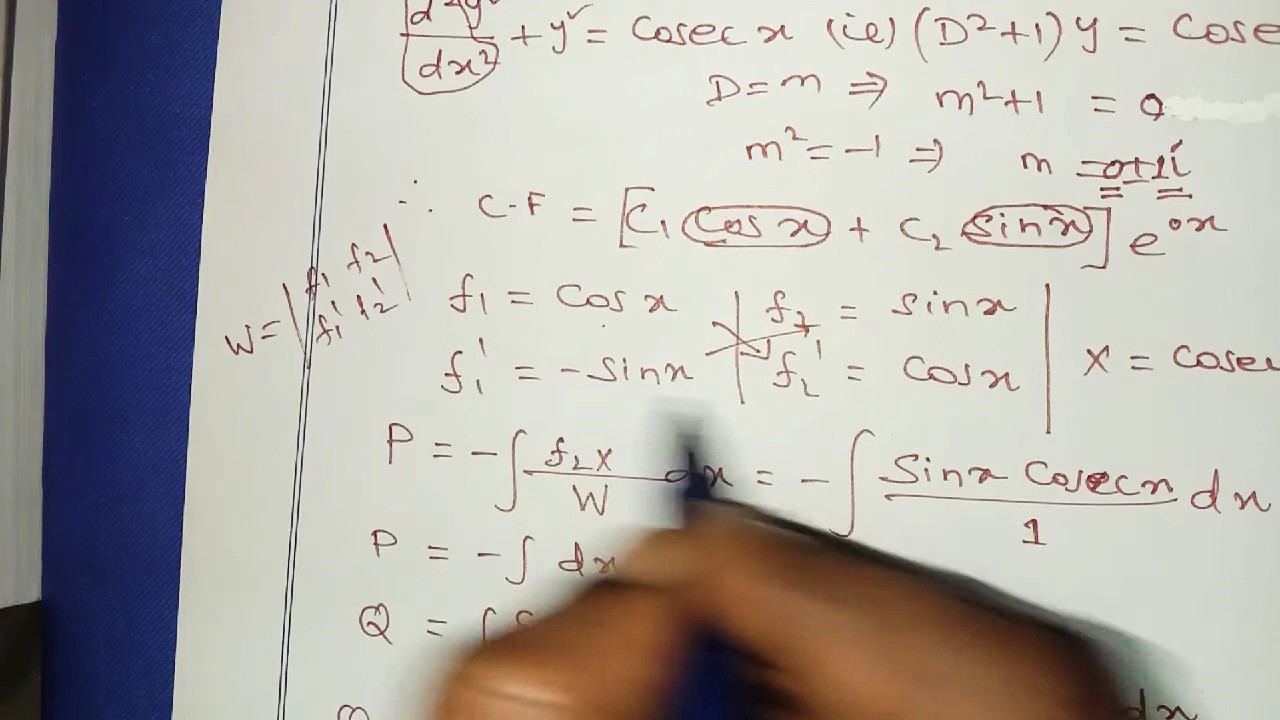 d²y/dx² + y = Cosec x (ie) (D²+1) y = Cose
D = m ⇒ m²+1 = 0
m² = -1 ⇒ m = 0±1i
∴ C.F = [C₁ Cos x + C₂ sin x] e⁰ˣ
W = | f₁ f₂ |
| f₁' f₂' |
f₁ = Cos x | f₂ = sin x
f₁' = -sin x | f₂' = Cos x | X = Cosec
P = -∫ f₂X/W dx = -∫ Sin x Cosec x/1 dx
P = -∫ dx
Q = ∫
dx